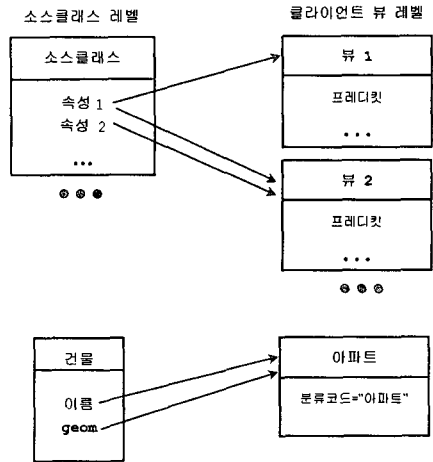 소스클래스 레벨
클라이언트 뷰 레벨
소스클래스
속성 1
속성 2
...
뷰 1
프레디킷
...
뷰 2
프레디킷
...
건물
이름
geom
아파트
분류코드="아파트"